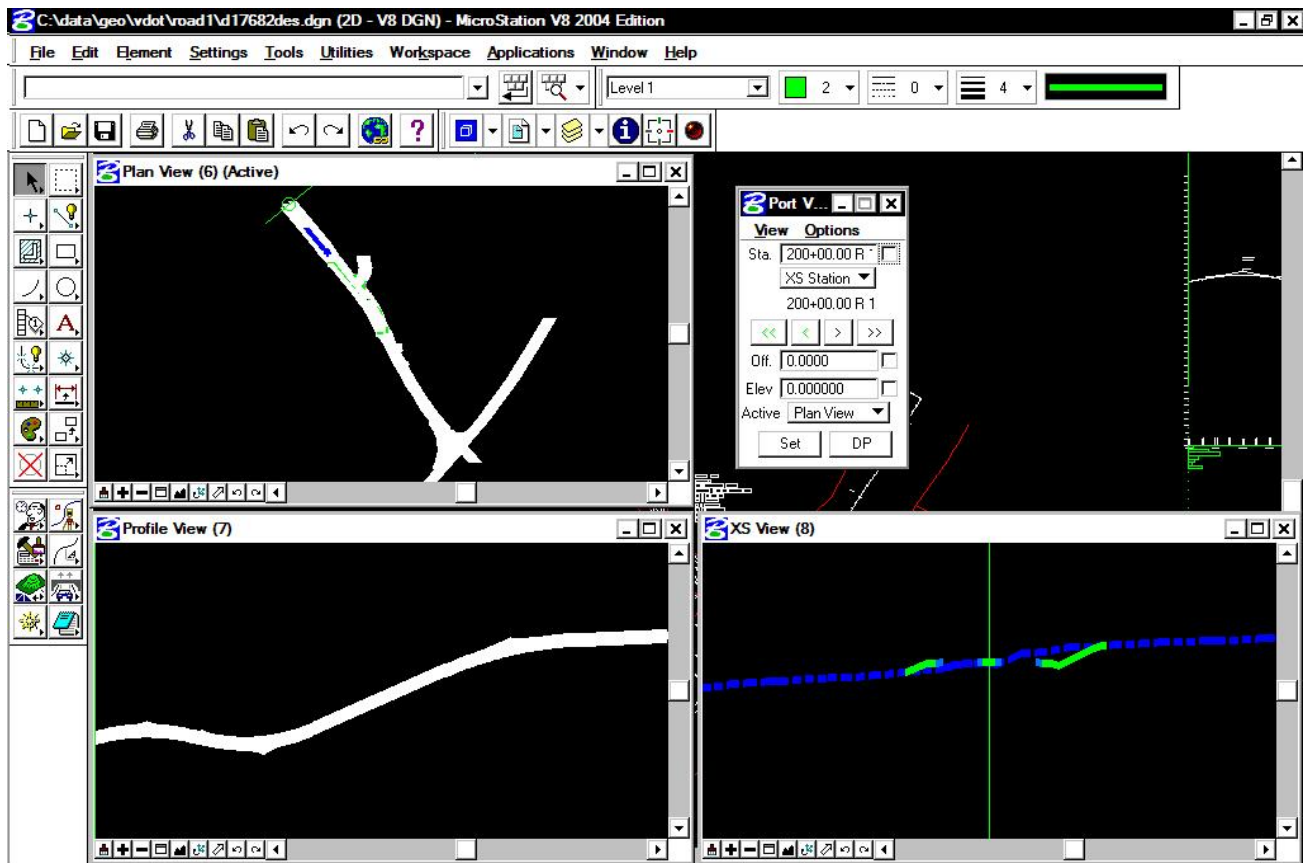 C:\data\geo\vdot\road1\d17682des.dgn (2D - V8 DGN) - MicroStation V8 2004 Edition
File Edit Element Settings Tools Utilities Workspace Applications Window Help
Level 1 2 0 4
Plan View (6) (Active)
Port V...
View Options
Sta. 200+00.00 R
XS Station
200+00.00 R 1
<< < > >>
Off. 0.0000
Elev 0.000000
Active Plan View
Set DP
Profile View (7)
XS View (8)